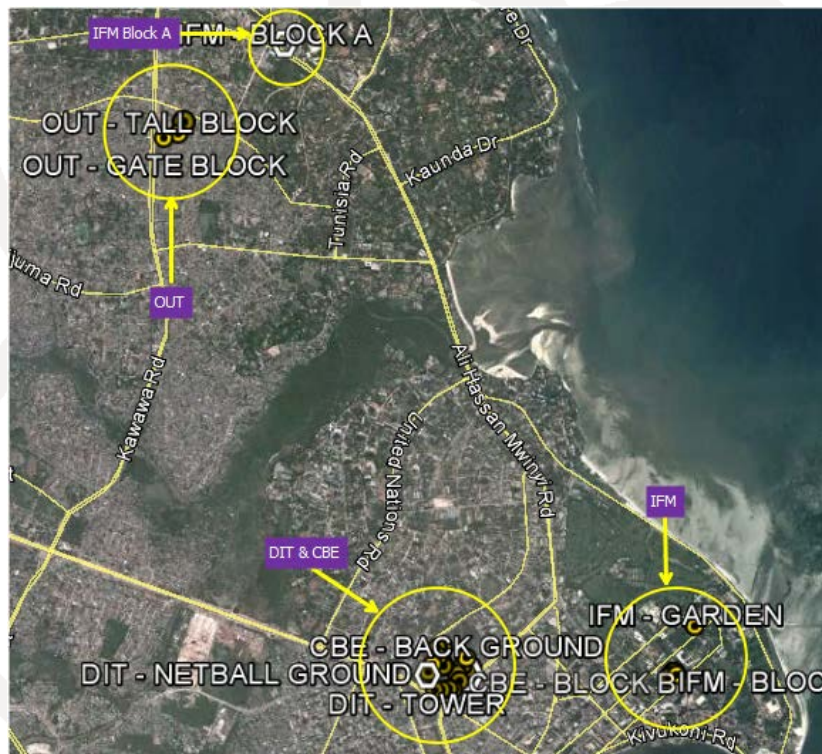 IFM Block A
IFM - BLOCK A
OUT - TALL BLOCK
OUT - GATE BLOCK
Kaunda Dr
Tunisia Rd
ijuma Rd
OUT
Ali Hassan Mwinyi Rd
Kawawa Rd
United Nations Rd
IFM
DIT & CBE
IFM - GARDEN
CBE - BACK GROUND
DIT - NETBALL GROUND
CBE - BLOCK B
IFM - BLOC
DIT - TOWER
Kivukoni Rd